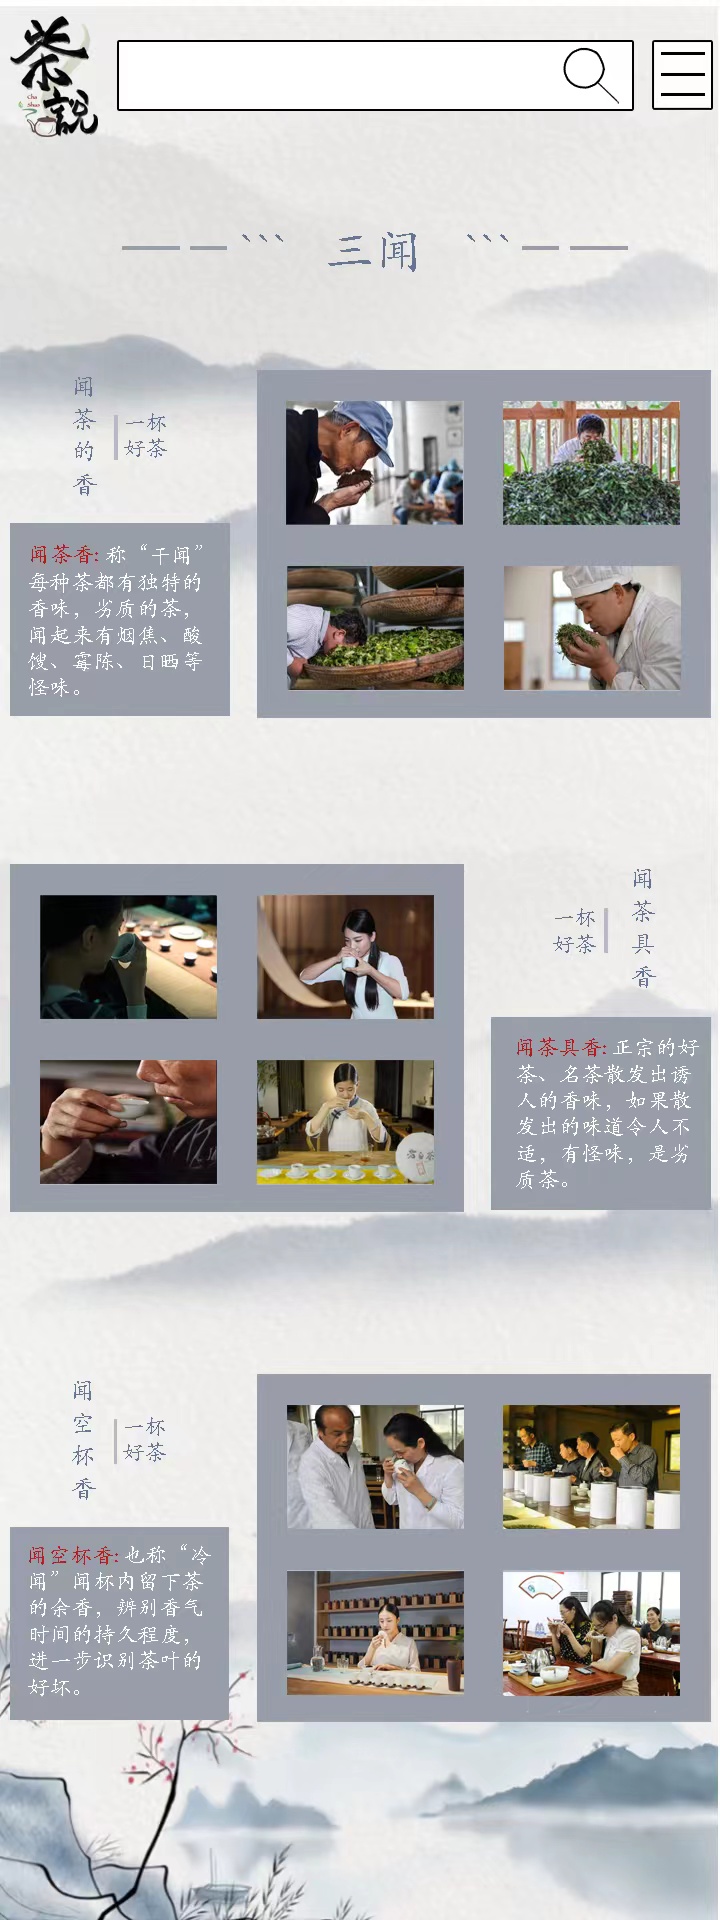 茶
Cha
Shuo
說
``` 三闻 ```
闻茶的香
一杯
好茶
闻茶香: 称“干闻”
每种茶都有独特的
香味，劣质的茶，
闻起来有烟焦、酸
馊、霉陈、日晒等
怪味。
闻茶具香
一杯
好茶
闻茶具香: 正宗的好
茶、名茶散发出诱
人的香味，如果散
发出的味道令人不
适，有怪味，是劣
质茶。
闻空杯香
一杯
好茶
闻空杯香: 也称“冷
闻”闻杯内留下茶
的余香，辨别香气
时间的持久程度，
进一步识别茶叶的
好坏。